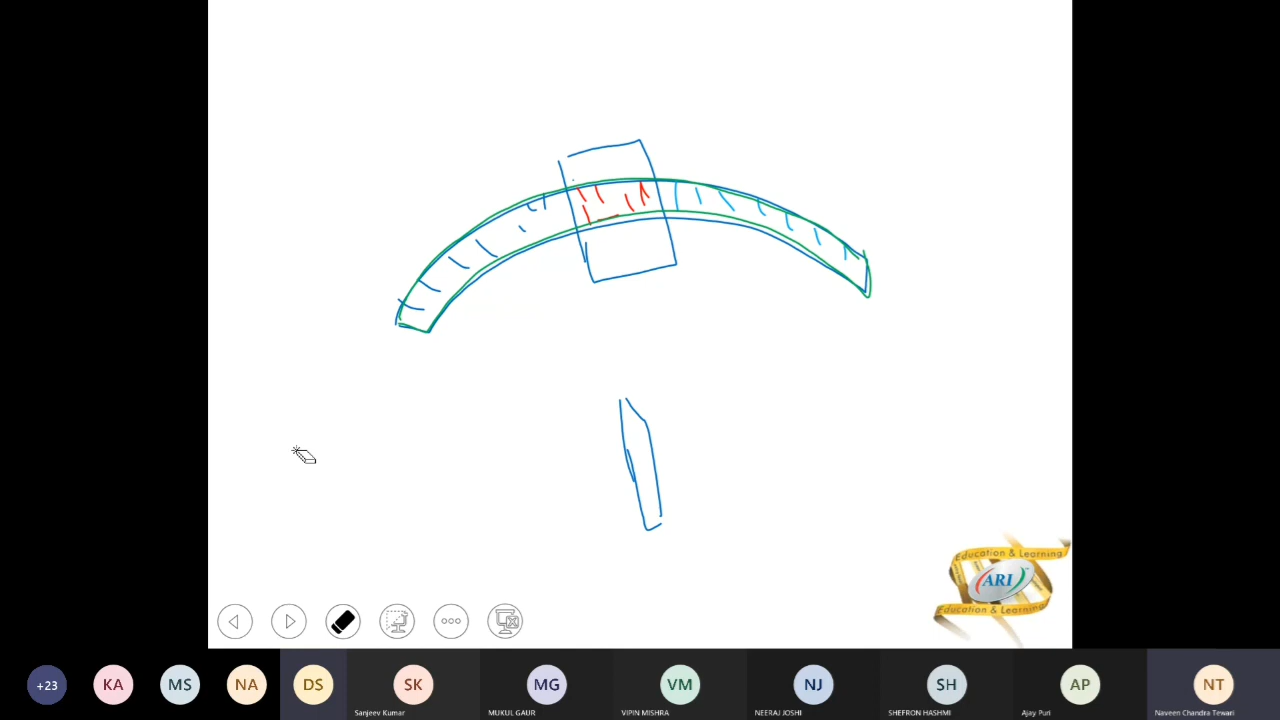 Education & Learning
ARI
Education & Learning
+23
KA
MS
NA
DS
SK
MG
VM
NJ
SH
AP
NT
Sanjeev Kumar
MUKUL GAUR
VIPIN MISHRA
NEERAJ JOSHI
SHEFRON HASHMI
Ajay Puri
Naveen Chandra Tewari